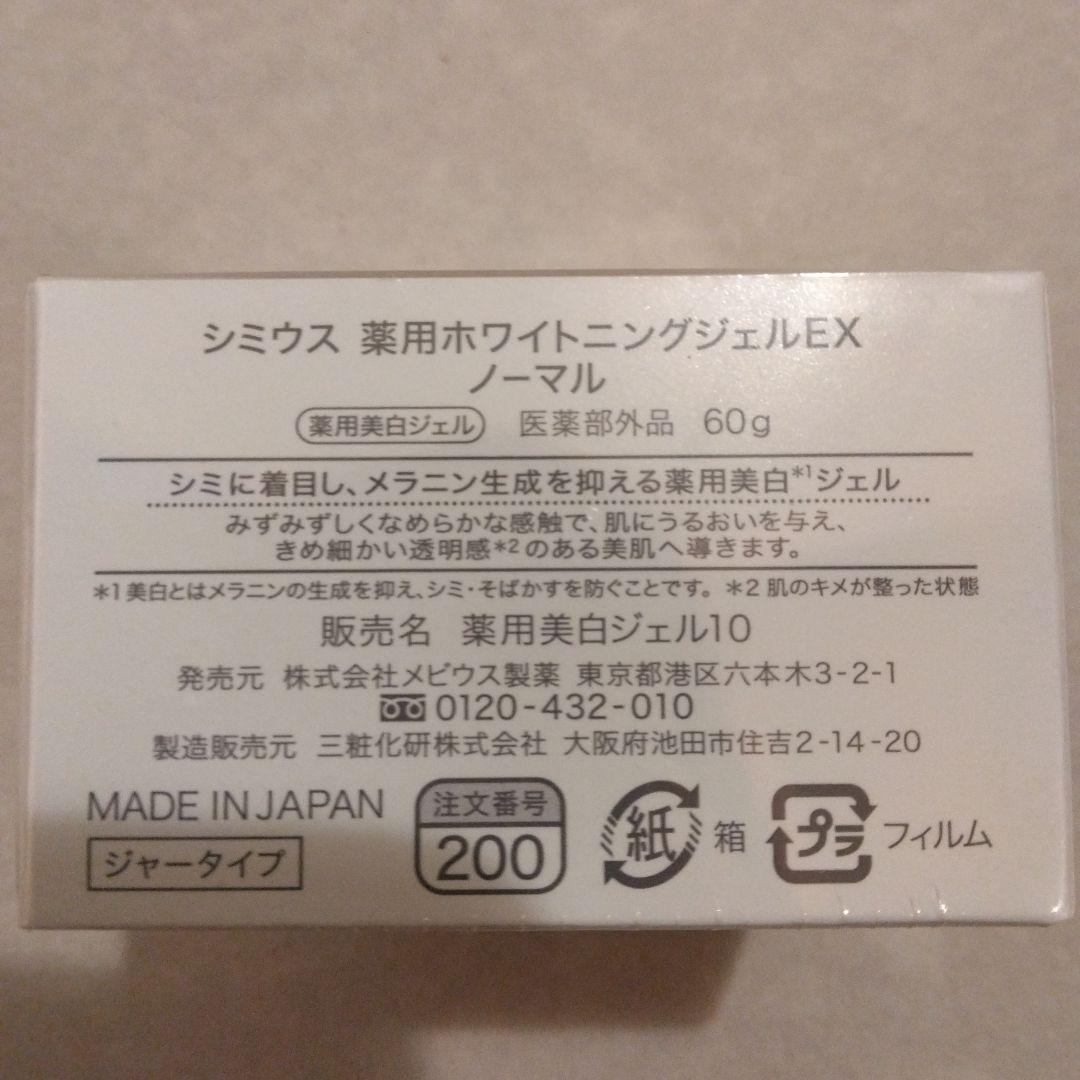 シミウス 薬用ホワイトニングジェルEX
ノーマル
薬用美白ジェル 医薬部外品 60g
シミに着目し、メラニン生成を抑える薬用美白*1ジェル
みずみずしくなめらかな感触で、肌にうるおいを与え、
きめ細かい透明感*2のある美肌へ導きます。
*1美白とはメラニンの生成を抑え、シミ・そばかすを防ぐことです。 *2 肌のキメが整った状態
販売名 薬用美白ジェル10
発売元 株式会社メビウス製薬 東京都港区六本木3-2-1
0120-432-010
製造販売元 三粧化研株式会社 大阪府池田市住吉2-14-20
MADE IN JAPAN
ジャータイプ
注文番号
200
紙 箱
プラ フィルム